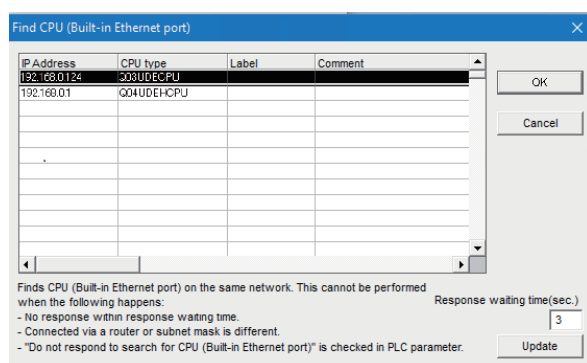 Find CPU (Built-in Ethernet port)
IP Address CPU type Label Comment
192.168.0.124 Q03UDECPU
192.168.0.1 Q04UDEHCPU
OK
Cancel
Finds CPU (Built-in Ethernet port) on the same network. This cannot be performed
when the following happens:
- No response within response waiting time.
- Connected via a router or subnet mask is different.
- "Do not respond to search for CPU (Built-in Ethernet port)" is checked in PLC parameter.
Response waiting time(sec.)
3
Update